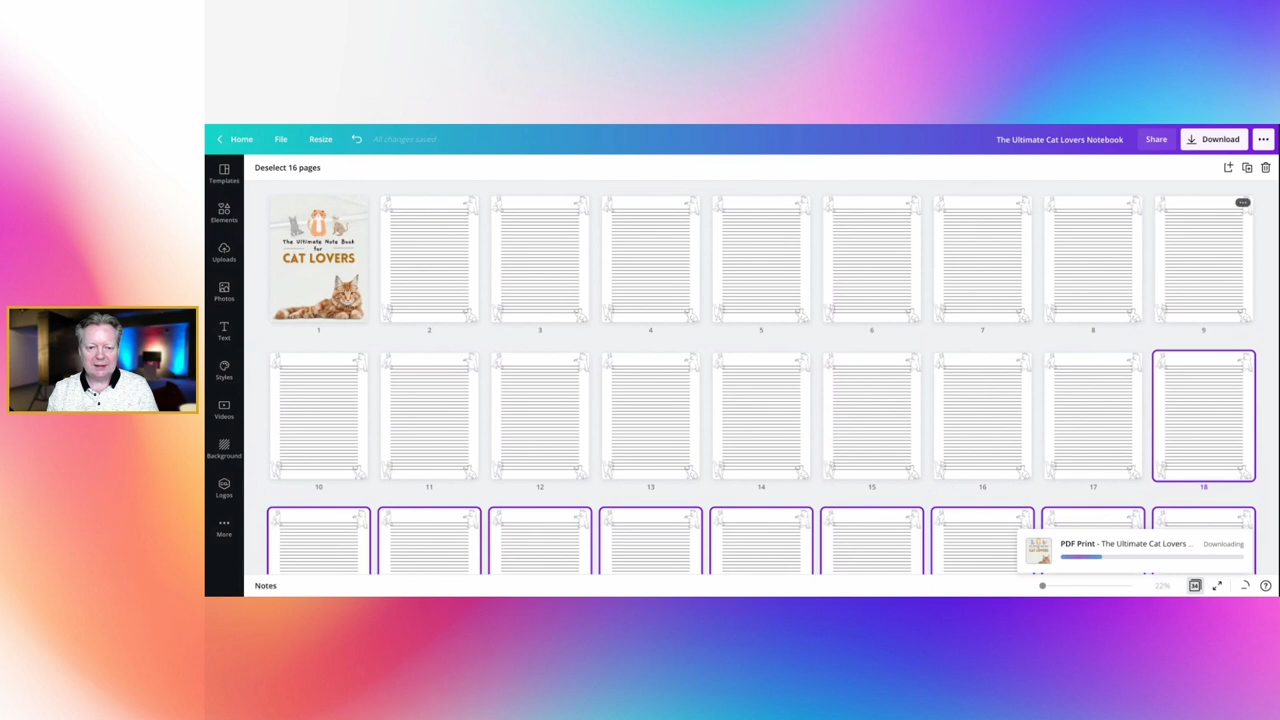 Home File Resize All changes saved The Ultimate Cat Lovers Notebook Share Download
Deselect 16 pages
Templates
Elements
Uploads
Photos
Text
Styles
Videos
Background
Logos
More
The Ultimate Note Book
for
CAT LOVERS
1 2 3 4 5 6 7 8 9
10 11 12 13 14 15 16 17 18
PDF Print - The Ultimate Cat Lovers ... Downloading
Notes 22% 34